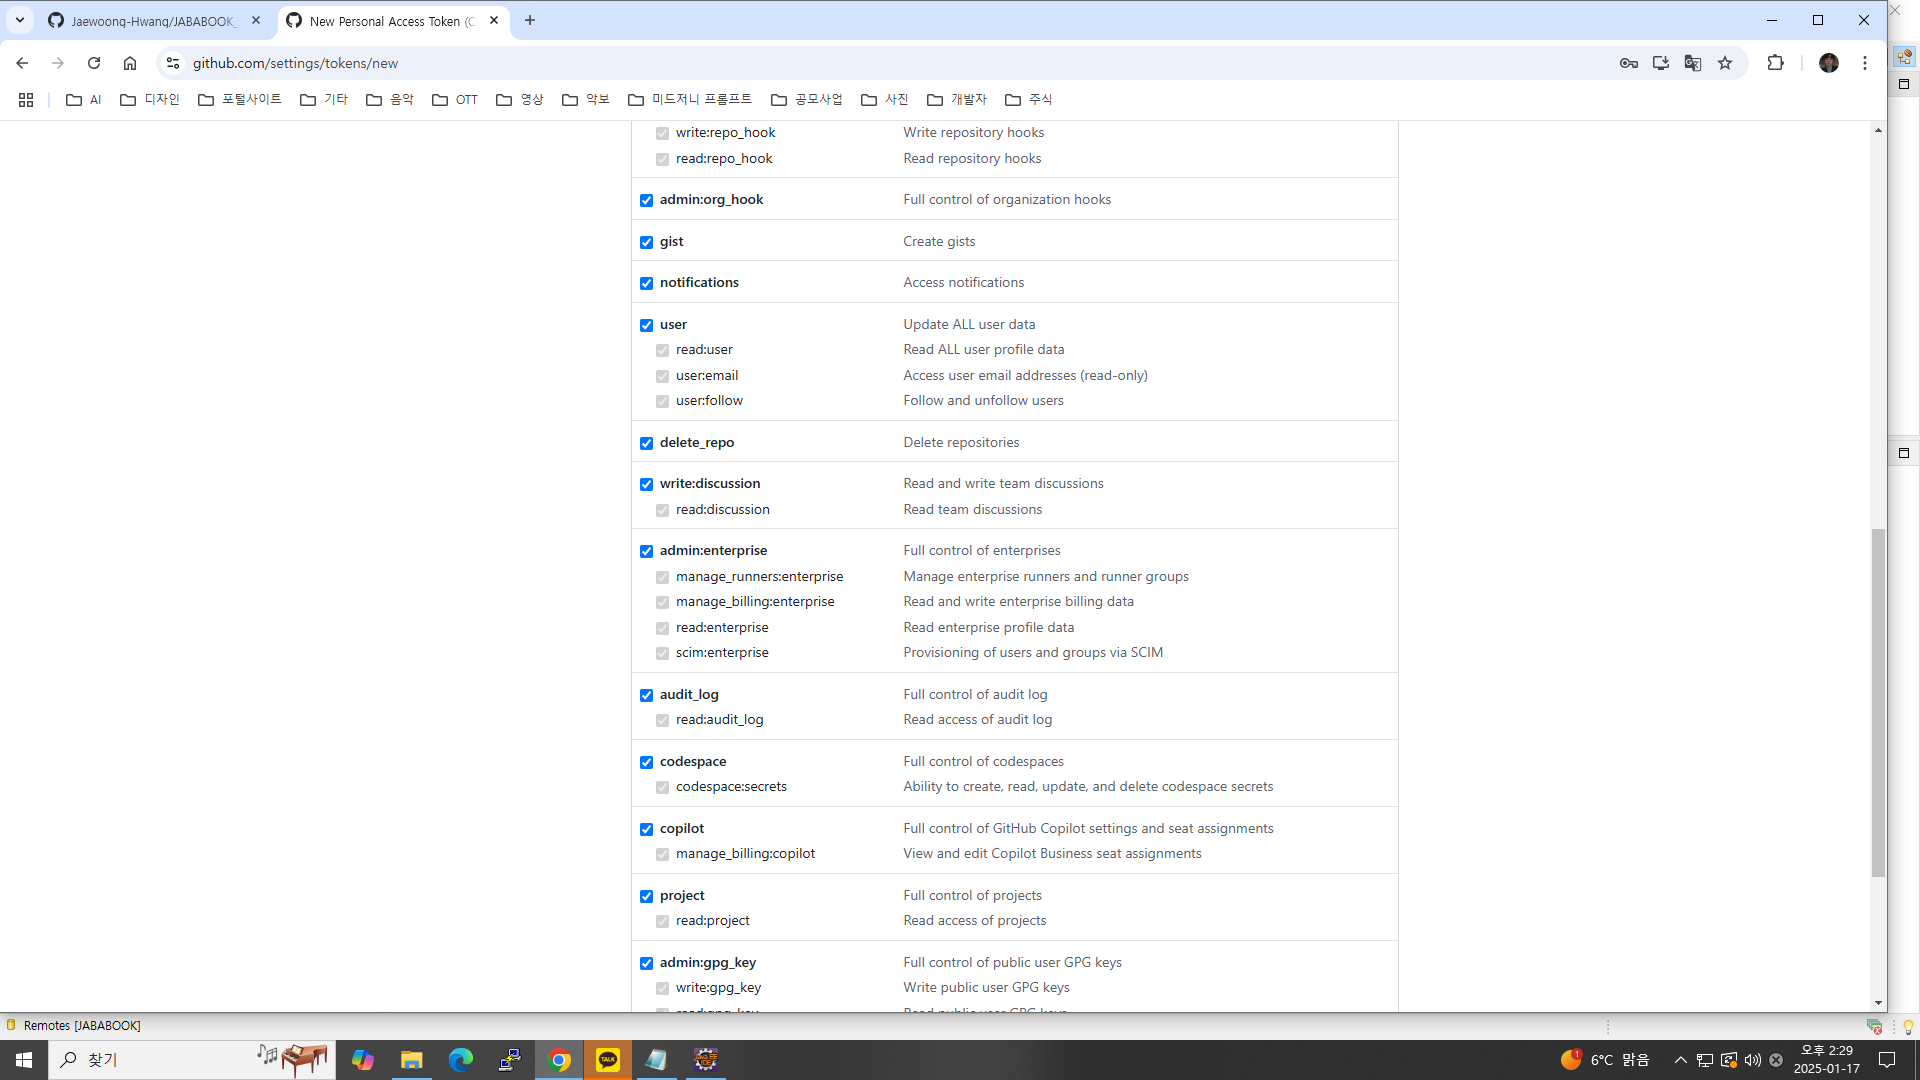 Jaewoong-Hwang/JABABOOK_
New Personal Access Token (C
github.com/settings/tokens/new
AI
디자인
포털사이트
기타
음악
OTT
영상
악보
미드저니 프롬프트
공모사업
사진
개발자
주식
write:repo_hook Write repository hooks
read:repo_hook Read repository hooks
admin:org_hook Full control of organization hooks
gist Create gists
notifications Access notifications
user Update ALL user data
read:user Read ALL user profile data
user:email Access user email addresses (read-only)
user:follow Follow and unfollow users
delete_repo Delete repositories
write:discussion Read and write team discussions
read:discussion Read team discussions
admin:enterprise Full control of enterprises
manage_runners:enterprise Manage enterprise runners and runner groups
manage_billing:enterprise Read and write enterprise billing data
read:enterprise Read enterprise profile data
scim:enterprise Provisioning of users and groups via SCIM
audit_log Full control of audit log
read:audit_log Read access of audit log
codespace Full control of codespaces
codespace:secrets Ability to create, read, update, and delete codespace secrets
copilot Full control of GitHub Copilot settings and seat assignments
manage_billing:copilot View and edit Copilot Business seat assignments
project Full control of projects
read:project Read access of projects
admin:gpg_key Full control of public user GPG keys
write:gpg_key Write public user GPG keys
read:gpg_key Read public user GPG keys
Remotes [JABABOOK]
찾기
TALK
1
6°C 맑음
오후 2:29
2025-01-17